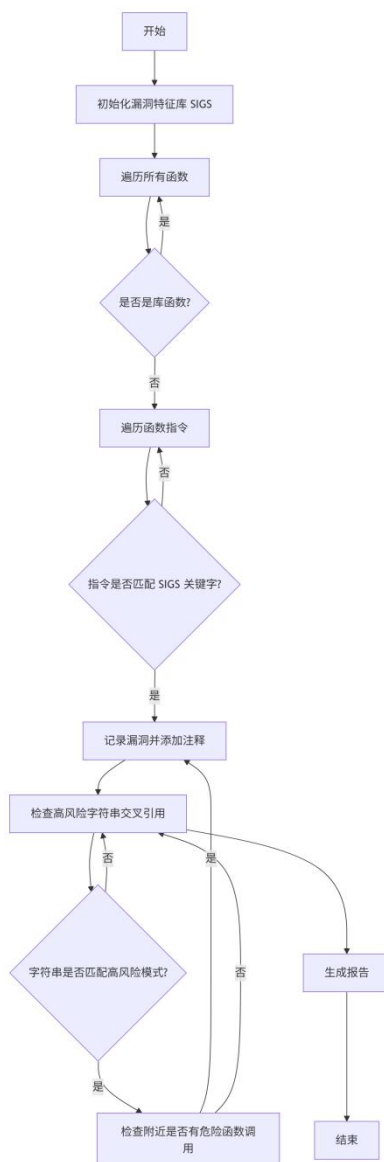 开始
初始化漏洞特征库 SIGS
遍历所有函数
是
是否是库函数?
否
遍历函数指令
否
指令是否匹配 SIGS 关键字?
是
记录漏洞并添加注释
检查高风险字符串交叉引用
否
是
字符串是否匹配高风险模式?
否
生成报告
是
检查附近是否有危险函数调
用
结束